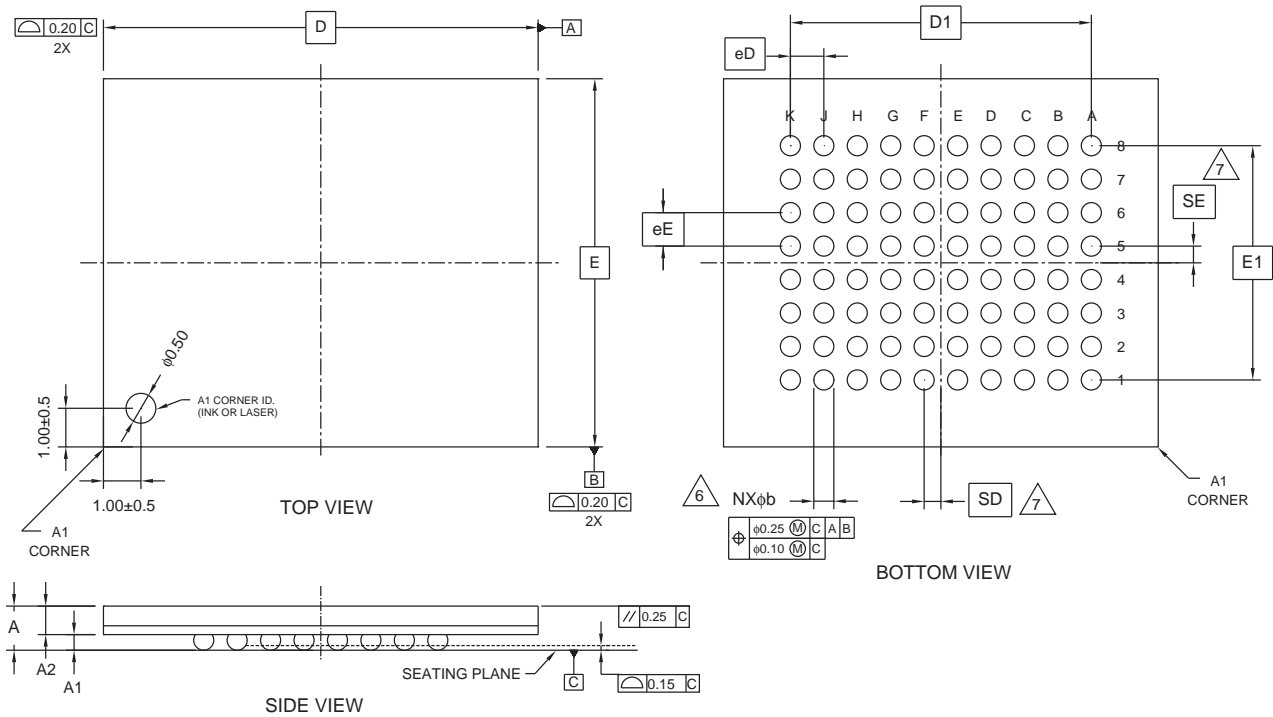 0.20 C
2X
D
A
E
ϕ0.50
A1 CORNER ID.
(INK OR LASER)
1.00±0.5
1.00±0.5
A1
CORNER
TOP VIEW
B
0.20 C
2X
D1
eD
K J H G F E D C B A
8
7
6
5
4
3
2
1
7
SE
eE
E1
6
NXϕb
ϕ0.25 M C A B
ϕ0.10 M C
SD
7
A1
CORNER
BOTTOM VIEW
A
A2
A1
// 0.25 C
SEATING PLANE
C
0.15 C
SIDE VIEW